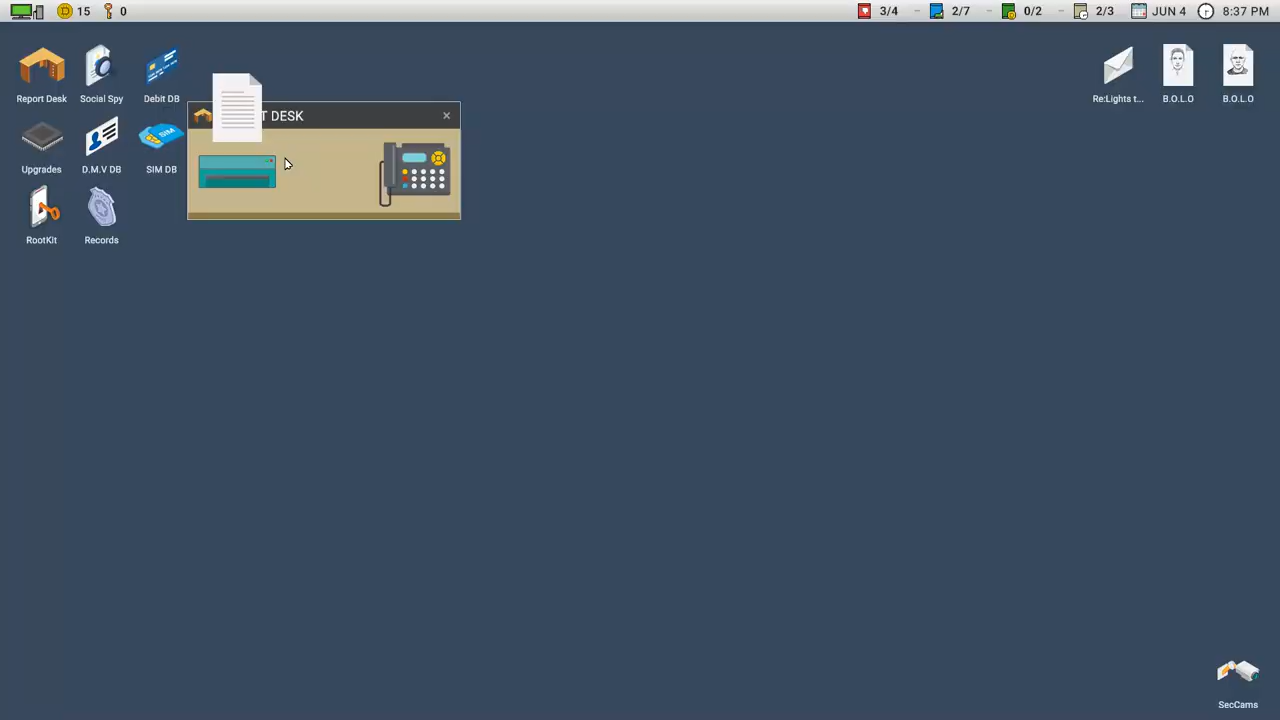 15
0
3/4
2/7
0/2
2/3
JUN 4
8:37 PM
Report Desk
Social Spy
Debit DB
Upgrades
D.M.V DB
SIM DB
SIM
RootKit
Records
T DESK
Re:Lights t...
B.O.L.O
B.O.L.O
SecCams